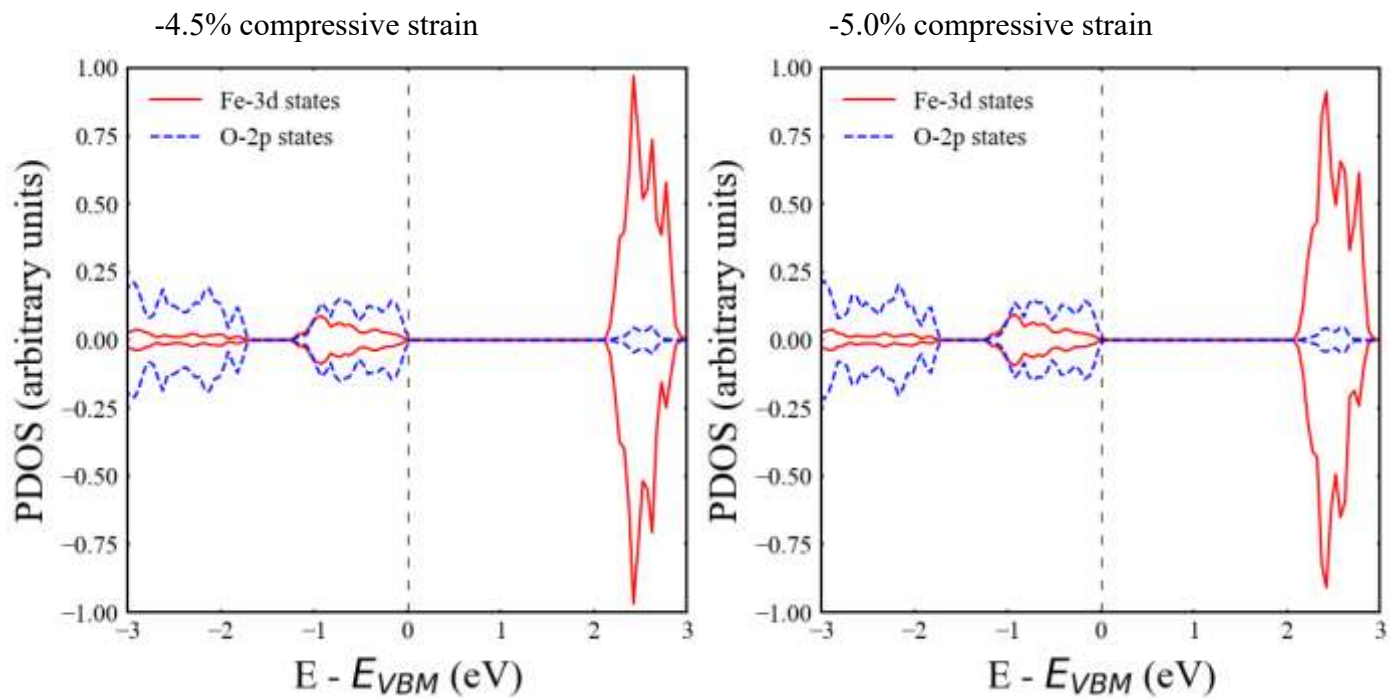 -4.5% compressive strain
-5.0% compressive strain
Fe-3d states
O-2p states
PDOS (arbitrary units)
1.00
0.75
0.50
0.25
0.00
−0.25
−0.50
−0.75
−1.00
−3 −2 −1 0 1 2 3
E - E_VBM (eV)
Fe-3d states
O-2p states
PDOS (arbitrary units)
1.00
0.75
0.50
0.25
0.00
−0.25
−0.50
−0.75
−1.00
−3 −2 −1 0 1 2 3
E - E_VBM (eV)